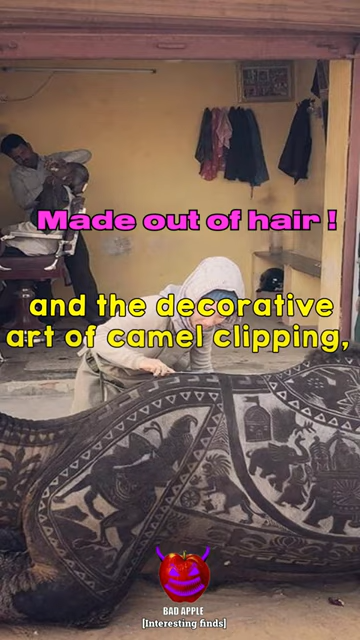 Made out of hair !
and the decorative
art of camel clipping,
BAD APPLE
[Interesting finds]